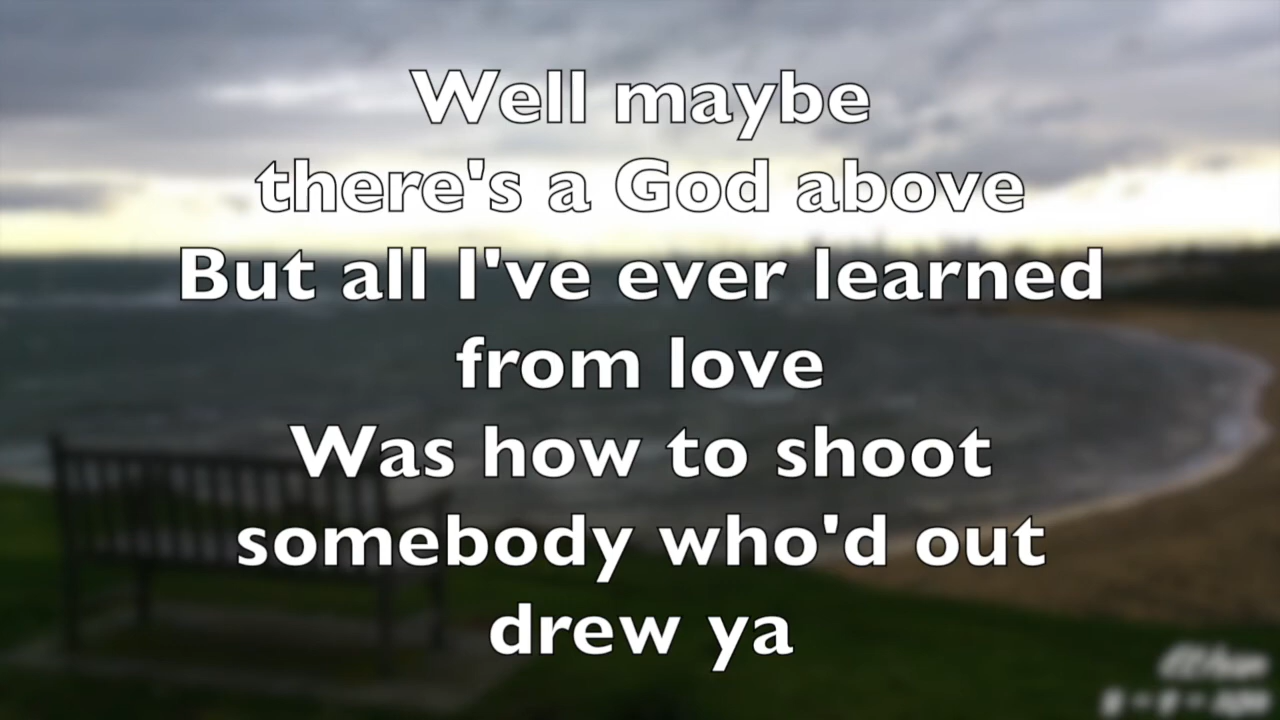 Well maybe
there's a God above
But all I've ever learned
from love
Was how to shoot
somebody who'd out
drew ya